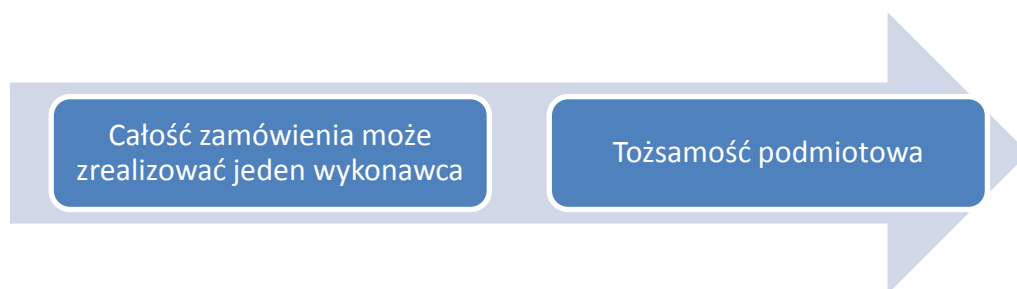 Całość zamówienia może
zrealizować jeden wykonawca
Tożsamość podmiotowa